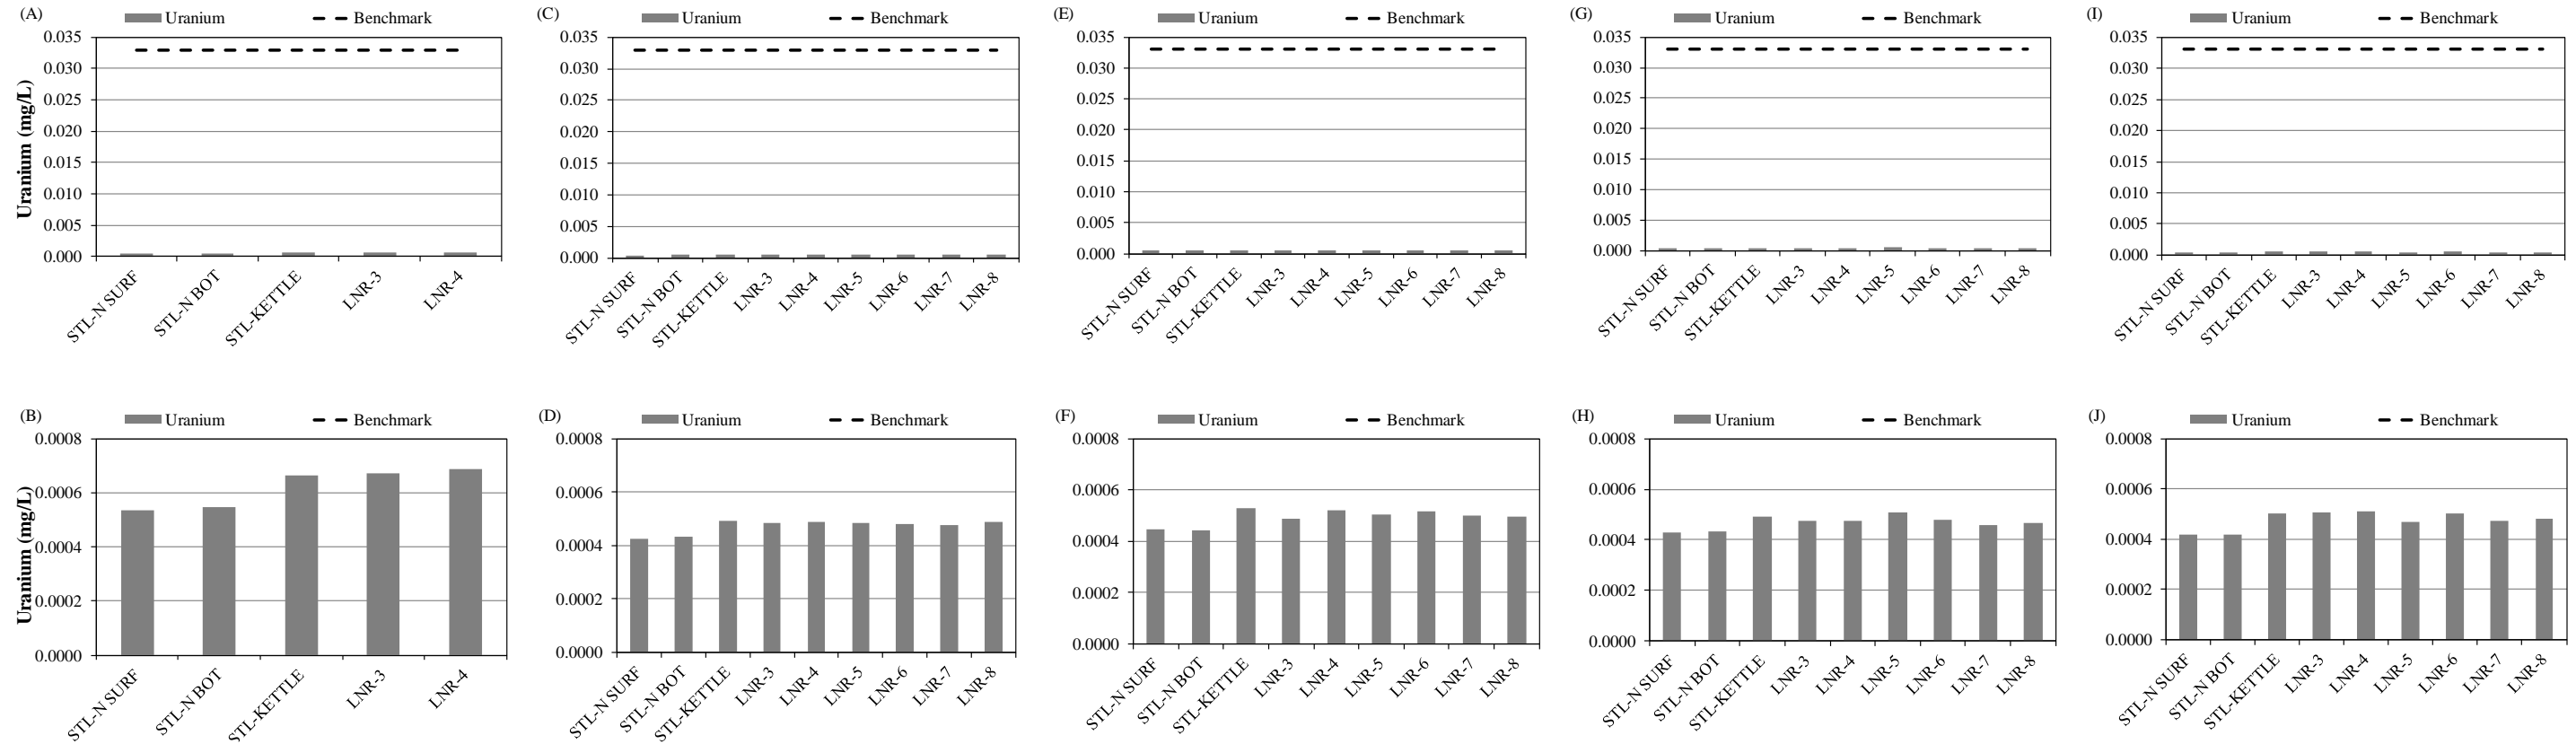 (A) Uranium Benchmark
Uranium (mg/L)
0.035
0.030
0.025
0.020
0.015
0.010
0.005
0.000
STL-N SURF STL-N BOT STL-KETTLE LNR-3 LNR-4
(C) Uranium Benchmark
0.035
0.030
0.025
0.020
0.015
0.010
0.005
0.000
STL-N SURF STL-N BOT STL-KETTLE LNR-3 LNR-4 LNR-5 LNR-6 LNR-7 LNR-8
(E) Uranium Benchmark
0.035
0.030
0.025
0.020
0.015
0.010
0.005
0.000
STL-N SURF STL-N BOT STL-KETTLE LNR-3 LNR-4 LNR-5 LNR-6 LNR-7 LNR-8
(G) Uranium Benchmark
0.035
0.030
0.025
0.020
0.015
0.010
0.005
0.000
STL-N SURF STL-N BOT STL-KETTLE LNR-3 LNR-4 LNR-5 LNR-6 LNR-7 LNR-8
(I) Uranium Benchmark
0.035
0.030
0.025
0.020
0.015
0.010
0.005
0.000
STL-N SURF STL-N BOT STL-KETTLE LNR-3 LNR-4 LNR-5 LNR-6 LNR-7 LNR-8
(B) Uranium Benchmark
Uranium (mg/L)
0.0008
0.0006
0.0004
0.0002
0.0000
STL-N SURF STL-N BOT STL-KETTLE LNR-3 LNR-4
(D) Uranium Benchmark
0.0008
0.0006
0.0004
0.0002
0.0000
STL-N SURF STL-N BOT STL-KETTLE LNR-3 LNR-4 LNR-5 LNR-6 LNR-7 LNR-8
(F) Uranium Benchmark
0.0008
0.0006
0.0004
0.0002
0.0000
STL-N SURF STL-N BOT STL-KETTLE LNR-3 LNR-4 LNR-5 LNR-6 LNR-7 LNR-8
(H) Uranium Benchmark
0.0008
0.0006
0.0004
0.0002
0.0000
STL-N SURF STL-N BOT STL-KETTLE LNR-3 LNR-4 LNR-5 LNR-6 LNR-7 LNR-8
(J) Uranium Benchmark
0.0008
0.0006
0.0004
0.0002
0.0000
STL-N SURF STL-N BOT STL-KETTLE LNR-3 LNR-4 LNR-5 LNR-6 LNR-7 LNR-8